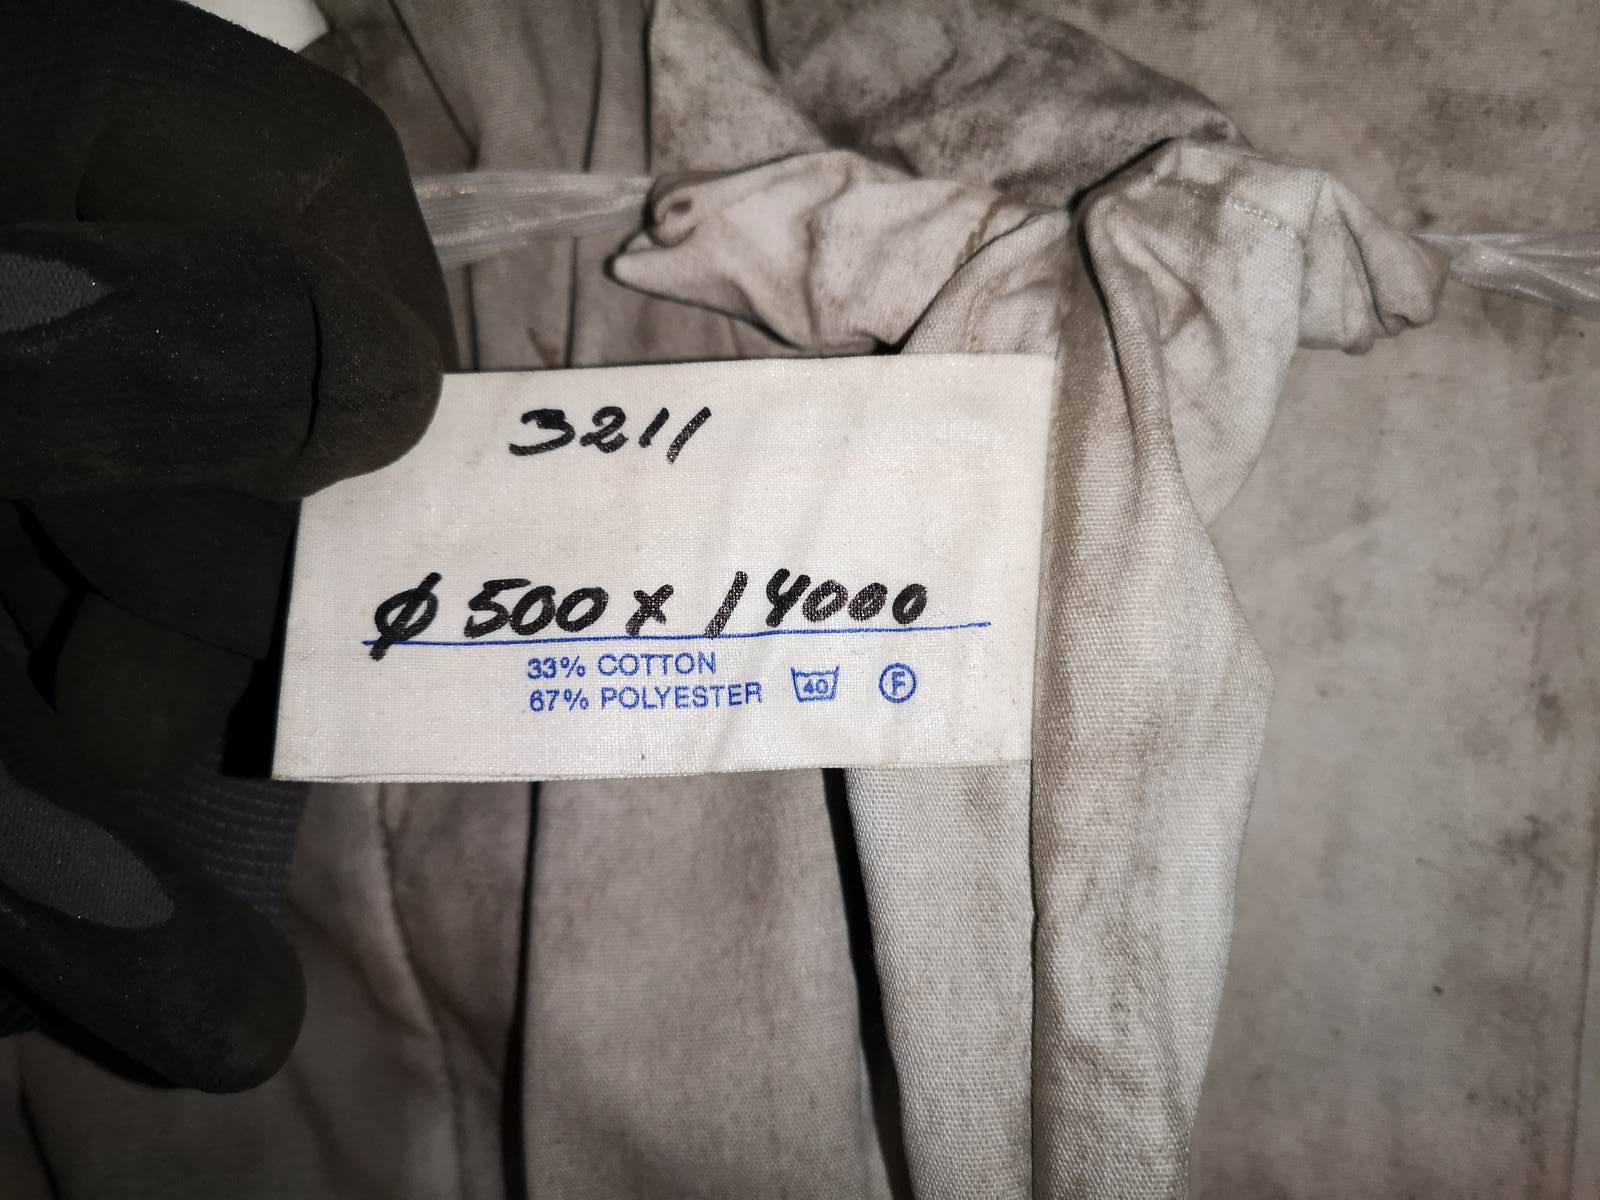 3211
ϕ 500 x 14000
33% COTTON
67% POLYESTER 40 F